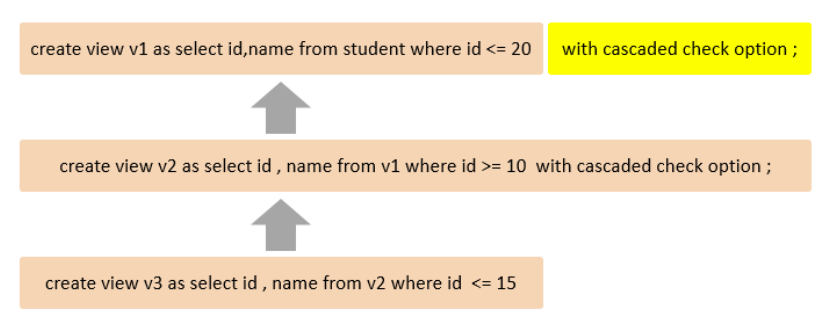 create view v1 as select id,name from student where id <= 20 with cascaded check option ;
create view v2 as select id , name from v1 where id >= 10 with cascaded check option ;
create view v3 as select id , name from v2 where id <= 15